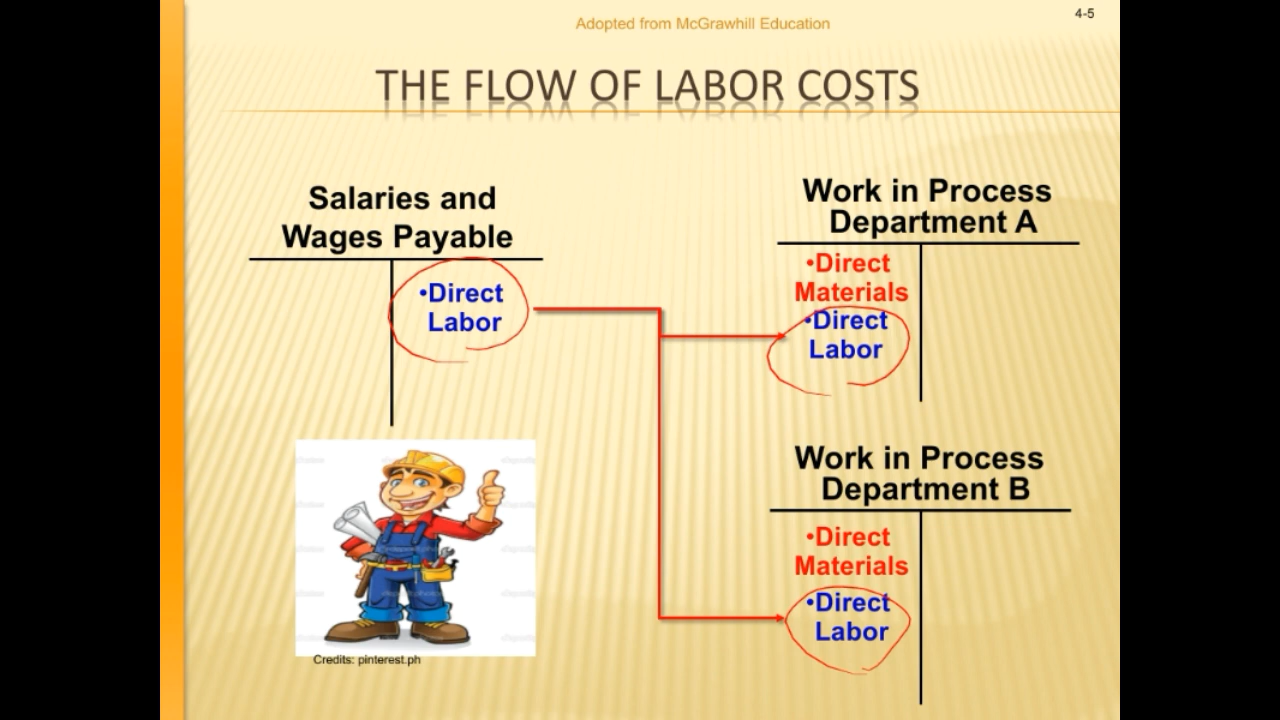 Adopted from McGrawhill Education
4-5
THE FLOW OF LABOR COSTS
Salaries and
Wages Payable
•Direct
Labor
Work in Process
Department A
•Direct
Materials
•Direct
Labor
Work in Process
Department B
•Direct
Materials
•Direct
Labor
Credits: pinterest.ph